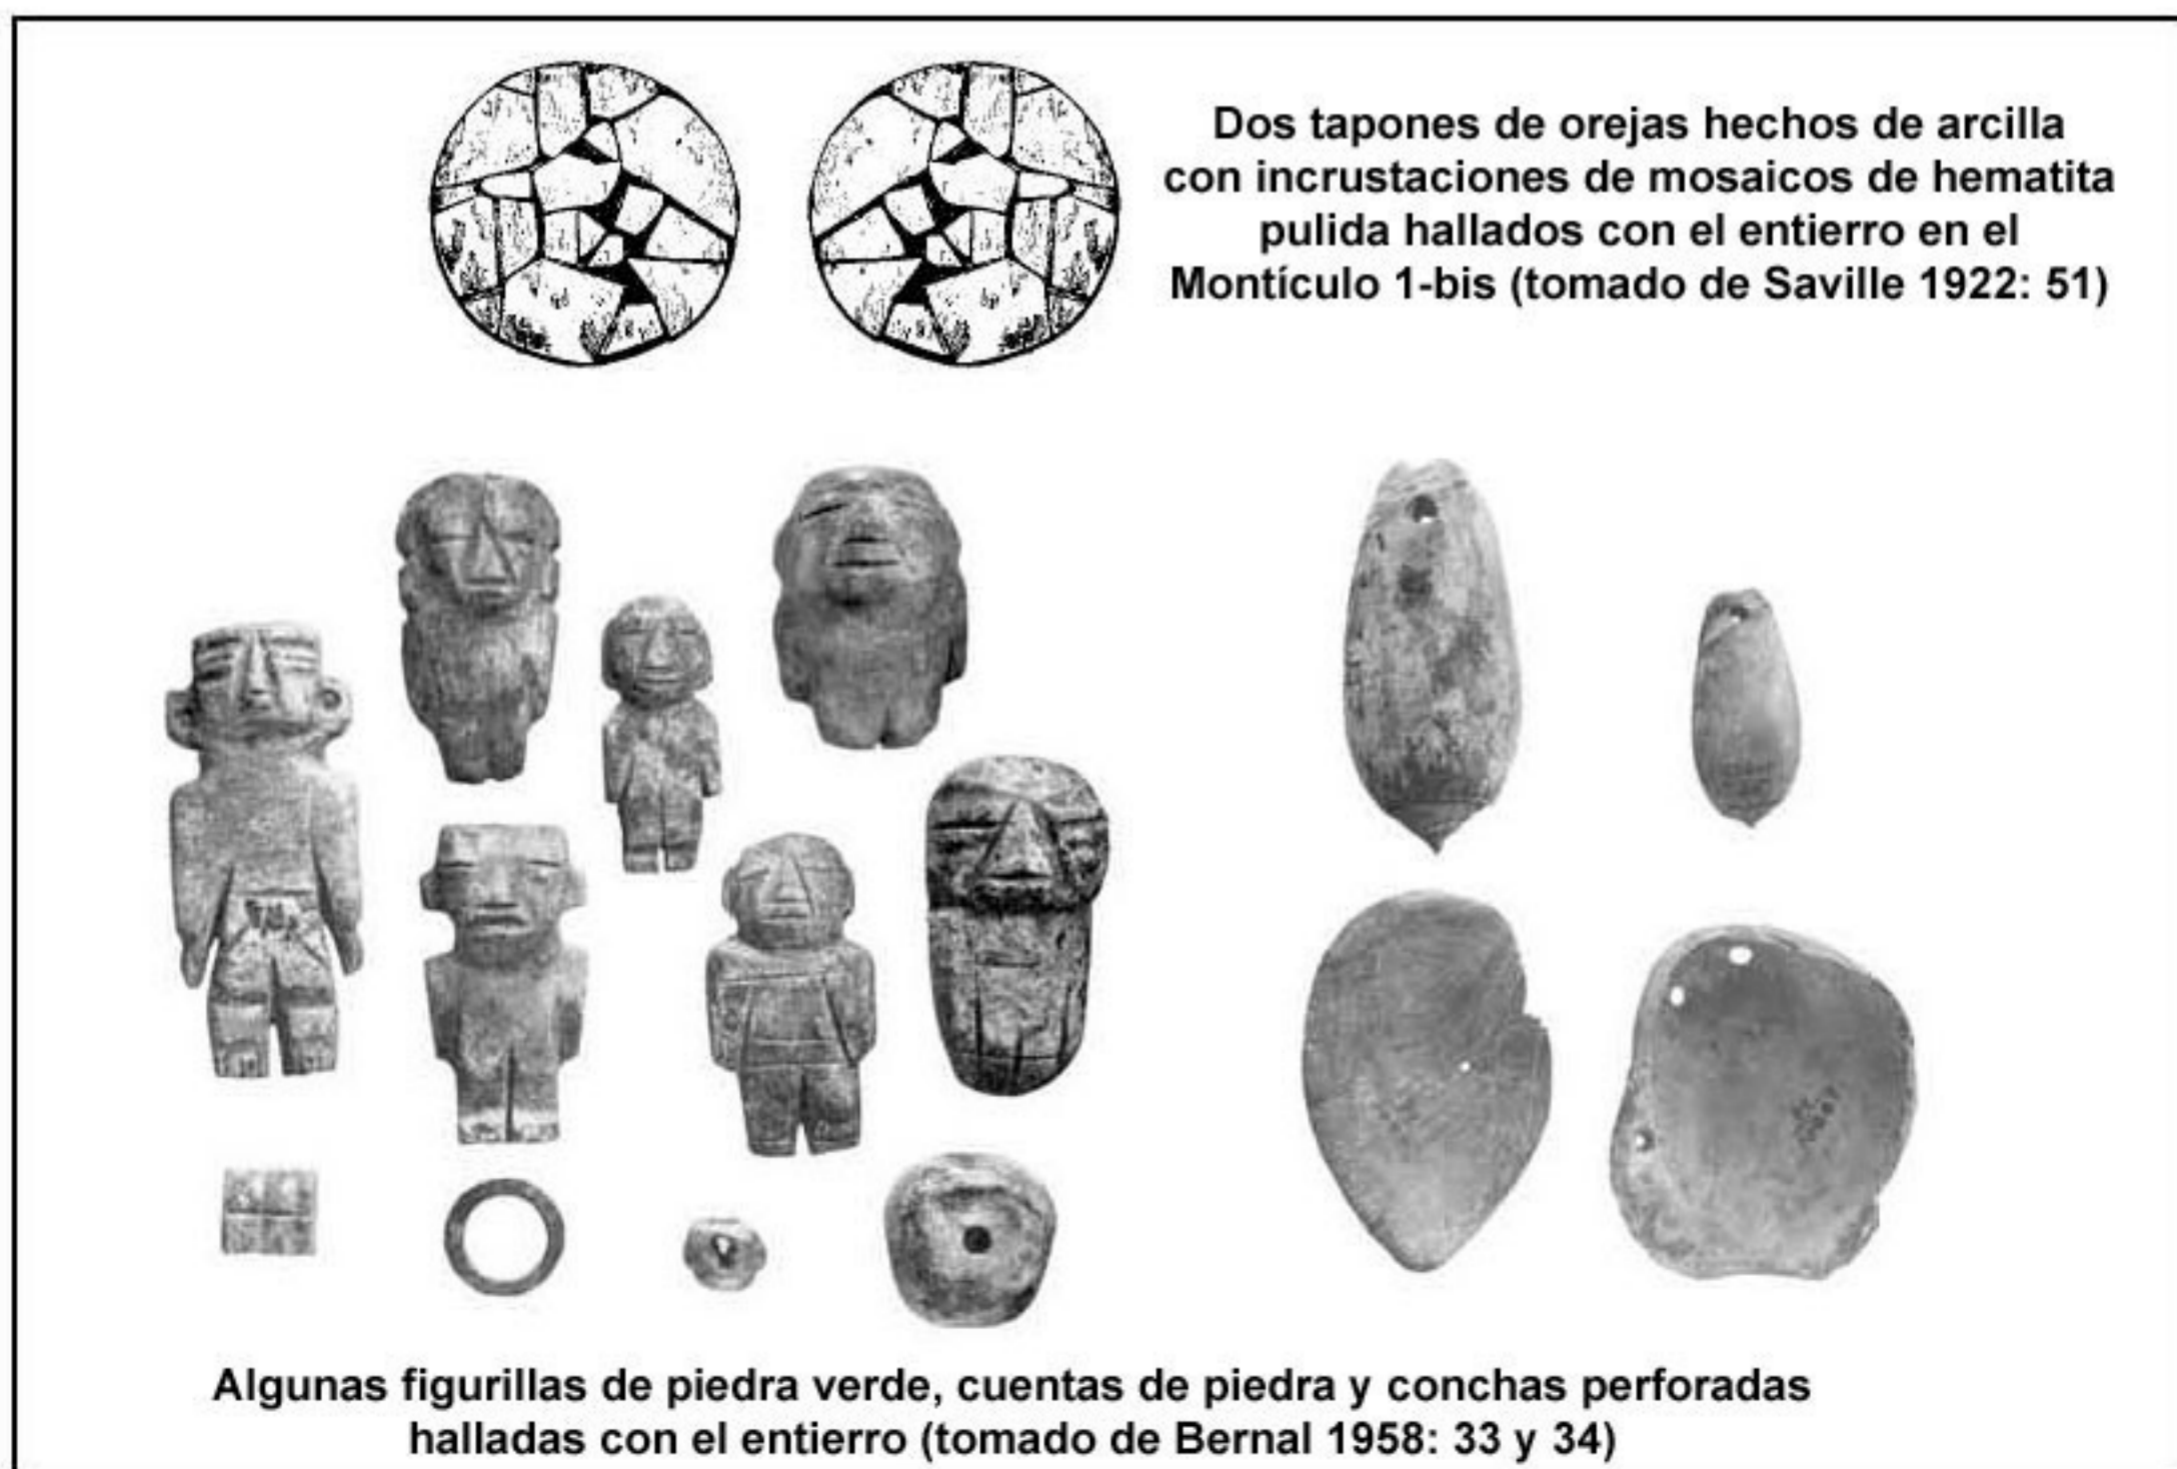 Dos tapones de orejas hechos de arcilla
con incrustaciones de mosaicos de hematita
pulida hallados con el entierro en el
Montículo 1-bis (tomado de Saville 1922: 51)
Algunas figurillas de piedra verde, cuentas de piedra y conchas perforadas
halladas con el entierro (tomado de Bernal 1958: 33 y 34)